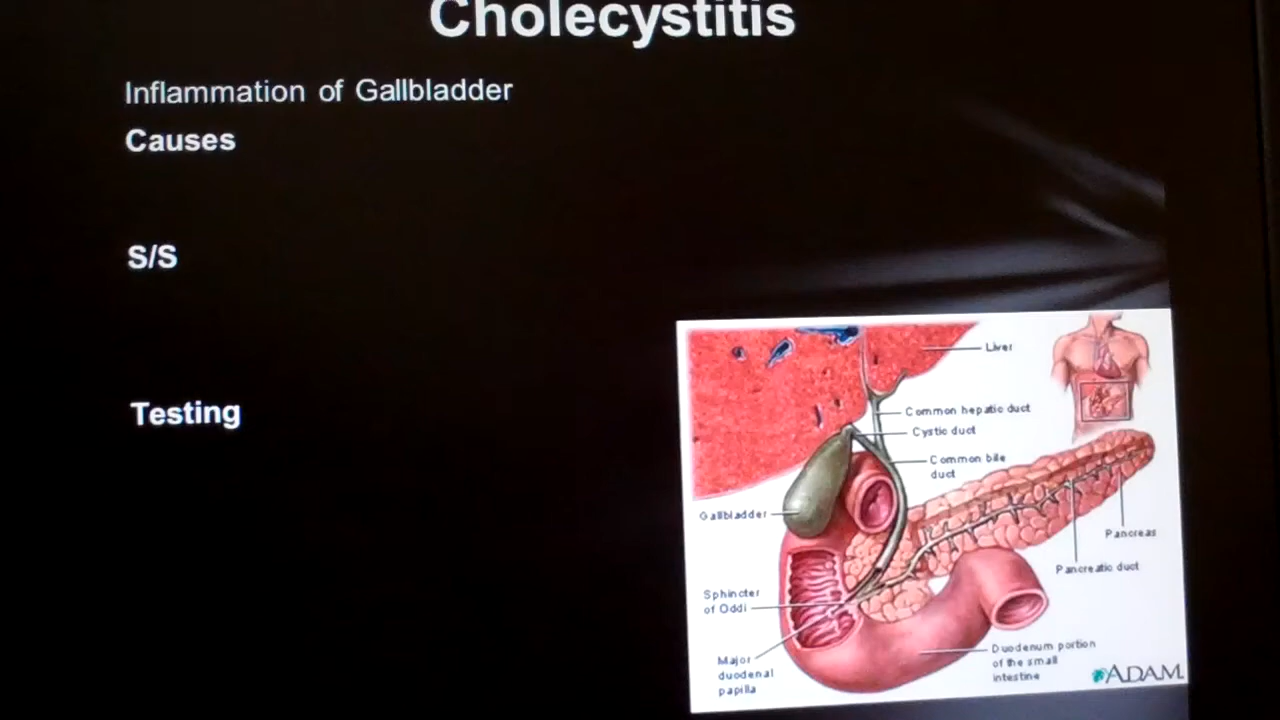 Cholecystitis
Inflammation of Gallbladder
Causes
S/S
Testing
Liver
Common hepatic duct
Cystic duct
Common bile
duct
Gallbladder
Pancreas
Pancreatic duct
Sphincter
of Oddi
Major
duodenal
papilla
Duodenum portion
of the small
intestine
ADAM.